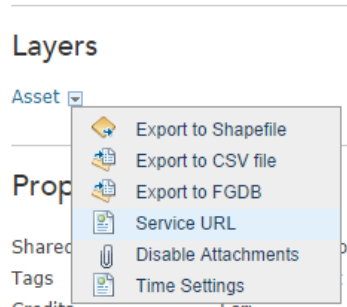 Layers
Asset
Export to Shapefile
Export to CSV file
Export to FGDB
Service URL
Disable Attachments
Time Settings
Prop
Shared
Tags